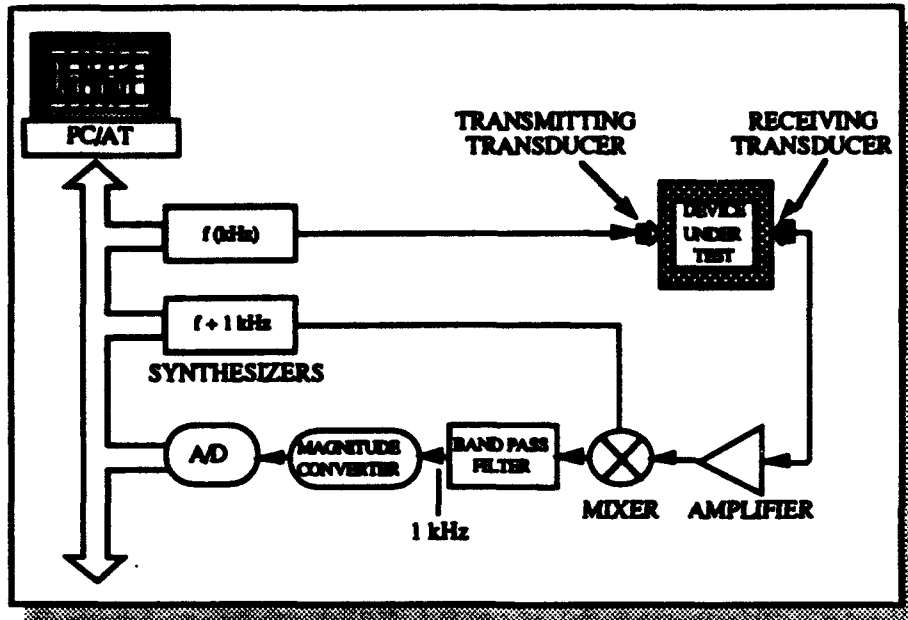 PC/AT
TRANSMITTING
TRANSDUCER
RECEIVING
TRANSDUCER
DEVICE
UNDER
TEST
f (kHz)
f + 1 kHz
SYNTHESIZERS
A/D
MAGNITUDE
CONVERTER
BAND PASS
FILTER
1 kHz
MIXER
AMPLIFIER